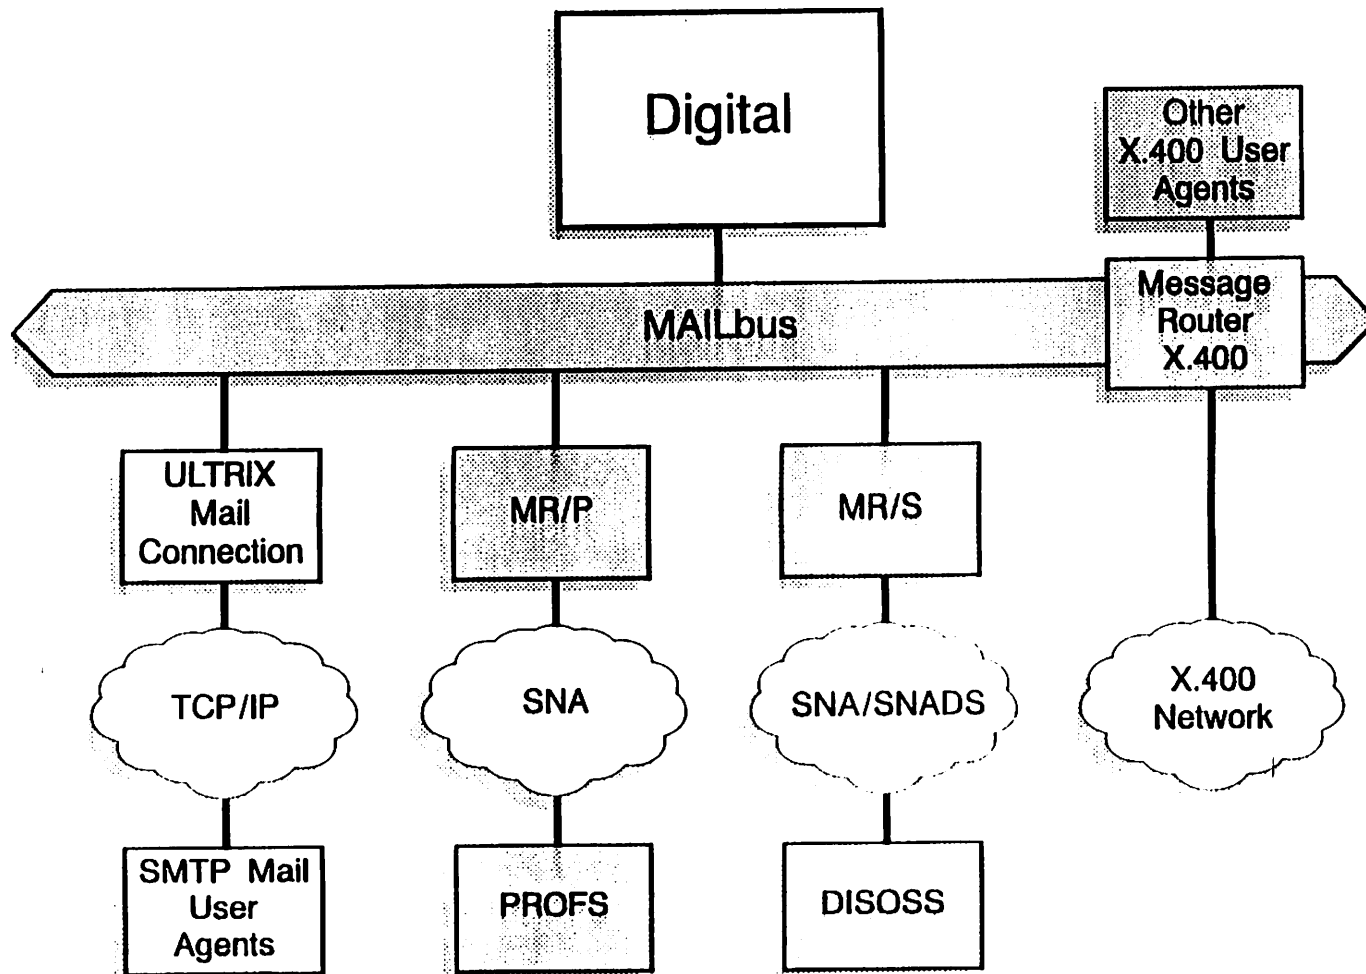 Digital
Other
X.400 User
Agents
MAILbus
Message
Router
X.400
ULTRIX
Mail
Connection
MR/P
MR/S
TCP/IP
SNA
SNA/SNADS
X.400
Network
SMTP Mail
User
Agents
PROFS
DISOSS